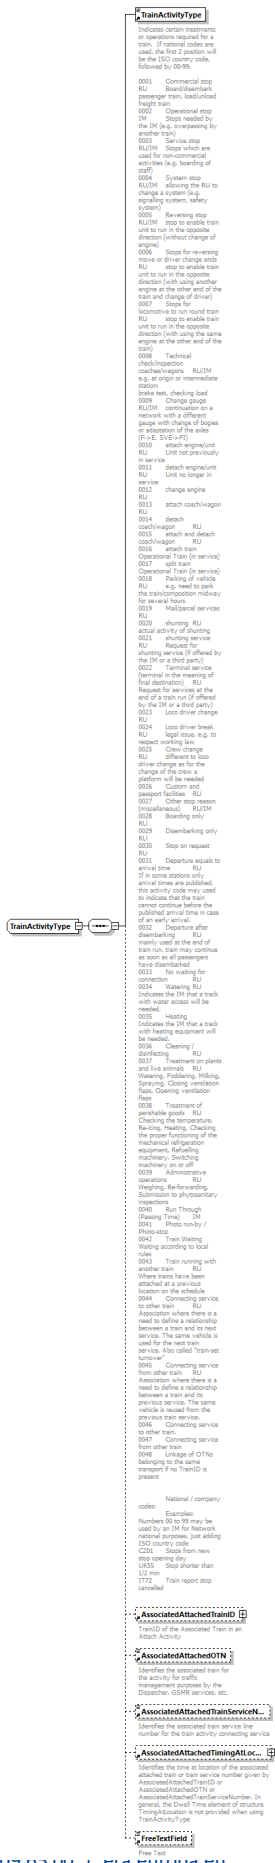 TrainActivityType
Indicates certain treatments
or operations required for a
train. If national codes are
used, the first 2 position will
be the ISO country code,
followed by 00-99.
0001 Commercial stop
RU Board/disembark
passenger train, load/unload
freight train
0002 Operational stop
IM Stops needed by
the IM (e.g. overpassing by
another train)
0003 Service stop
RU/IM Stops which are
used for non-commercial
activities (e.g. boarding of
staff)
0004 System stop
RU/IM allowing the RU to
change a system (e.g.
signalling system, safety
system)
0005 Reversing stop
RU/IM stop to enable train
unit to run in the opposite
direction (without change of
engine)
0006 Stops for reversing
move or driver change ends
RU stop to enable train
unit to run in the opposite
direction (with using another
engine at the other end of the
train and change of driver)
0007 Stops for
locomotive to run round train
RU stop to enable train
unit to run in the opposite
direction (with using the same
engine at the other end of the
train)
0008 Technical
check/inspection
coaches/wagons RU/IM
e.g. at origin or intermediate
station:
brake test, checking load
0009 Change gauge
RU/IM continuation on a
network with a different
gauge with change of bogies
or adaptation of the axles
(F->E, SVE->FI)
0010 attach engine/unit
RU Unit not previously
in service
0011 detach engine/unit
RU Unit no longer in
service
0012 change engine
RU
0013 attach coach/wagon
RU
0014 detach
coach/wagon RU
0015 attach and detach
coach/wagon RU
0016 attach train
Operational Train (in service)
0017 split train
Operational Train (in service)
0018 Parking of vehicle
RU e.g. need to park
the train/composition midway
for several hours
0019 Mail/parcel services
RU
0020 shunting RU
actual activity of shunting
0021 shunting service
RU Request for
shunting service (if offered by
the IM or a third party)
0022 Terminal service
(terminal in the meaning of
final destination) RU
Request for services at the
end of a train run (if offered
by the IM or a third party)
0023 Loco driver change
RU
0024 Loco driver break
RU legal issue, e.g. to
respect working law
0025 Crew change
RU different to loco
driver change as for the
change of the crew a
platform will be needed
0026 Custom and
passport facilities RU
0027 Other stop reason
(miscellaneous) RU/IM
0028 Boarding only
RU
0029 Disembarking only
RU
0030 Stop on request
RU
0031 Departure equals to
arrival time RU
If in some stations only
arrival times are published,
this activity code may used
to indicate that the train
cannot continue before the
published arrival time in case
of an early arrival.
0032 Departure after
disembarking RU
mainly used at the end of
train run, train may continue
as soon as all passengers
have disembarked
0033 No waiting for
connection RU
0034 Watering RU
Indicates the IM that a track
with water access will be
needed.
0035 Heating
Indicates the IM that a track
with heating equipment will
be needed.
0036 Cleaning /
disinfecting RU
0037 Treatment on plants
and live animals RU
Watering, Foddering, Milking,
Spraying, Closing ventilation
flaps, Opening ventilation
flaps
0038 Treatment of
perishable goods RU
Checking the temperature,
Re-icing, Heating, Checking
the proper functioning of the
mechanical refrigeration
equipment, Refuelling
machinery, Switching
machinery on or off
0039 Administrative
operations RU
Weighing, Re-forwarding,
Submission to phytosanitary
inspections
0040 Run Through
(Passing Time) IM
0041 Photo run-by /
Photo-stop
0042 Train Waiting
Waiting according to local
rules
0043 Train running with
another train RU
Where trains have been
attached at a previous
location on the schedule
0044 Connecting service
to other train RU
Association where there is a
need to define a relationship
between a train and its next
service. The same vehicle is
used for the next train
service. Also called "train-set
turnover"
0045 Connecting service
from other train RU
Association where there is a
need to define a relationship
between a train and its
previous service. The same
vehicle is reused from the
previous train service.
0046 Connecting service
to other train.
0047 Connecting service
from other train
0048 Linkage of OTNs
belonging to the same
transport if no TrainID is
present
National / company
codes:
Examples:
Numbers 00 to 99 may be
used by an IM for Network
national purposes, just adding
ISO country code
CZ01 Stops from new
stop opening day
UK55 Stop shorter than
1/2 min
IT72 Train report stop
cancelled
TrainActivityType
AssociatedAttachedTrainID
TrainID of the Associated Train in an
Attach Activity
AssociatedAttachedOTN
Identifies the associated train for
the activity for traffic
management purposes by the
Dispatcher, GSMR services, etc.
AssociatedAttachedTrainServiceN...
Identifies the associated train service line
number for the train activity connecting service
AssociatedAttachedTimingAtLoc...
Identifies the time at location of the associated
attached train or train service number given by
AssociatedAttachedTrainID or
AssociatedAttachedOTN or
AssociatedAttachedTrainServiceNumber. In
general, the Dwell Time element of structure
TimingAtLocation is not provided when using
TrainActivityType
FreeTextField
Free Text